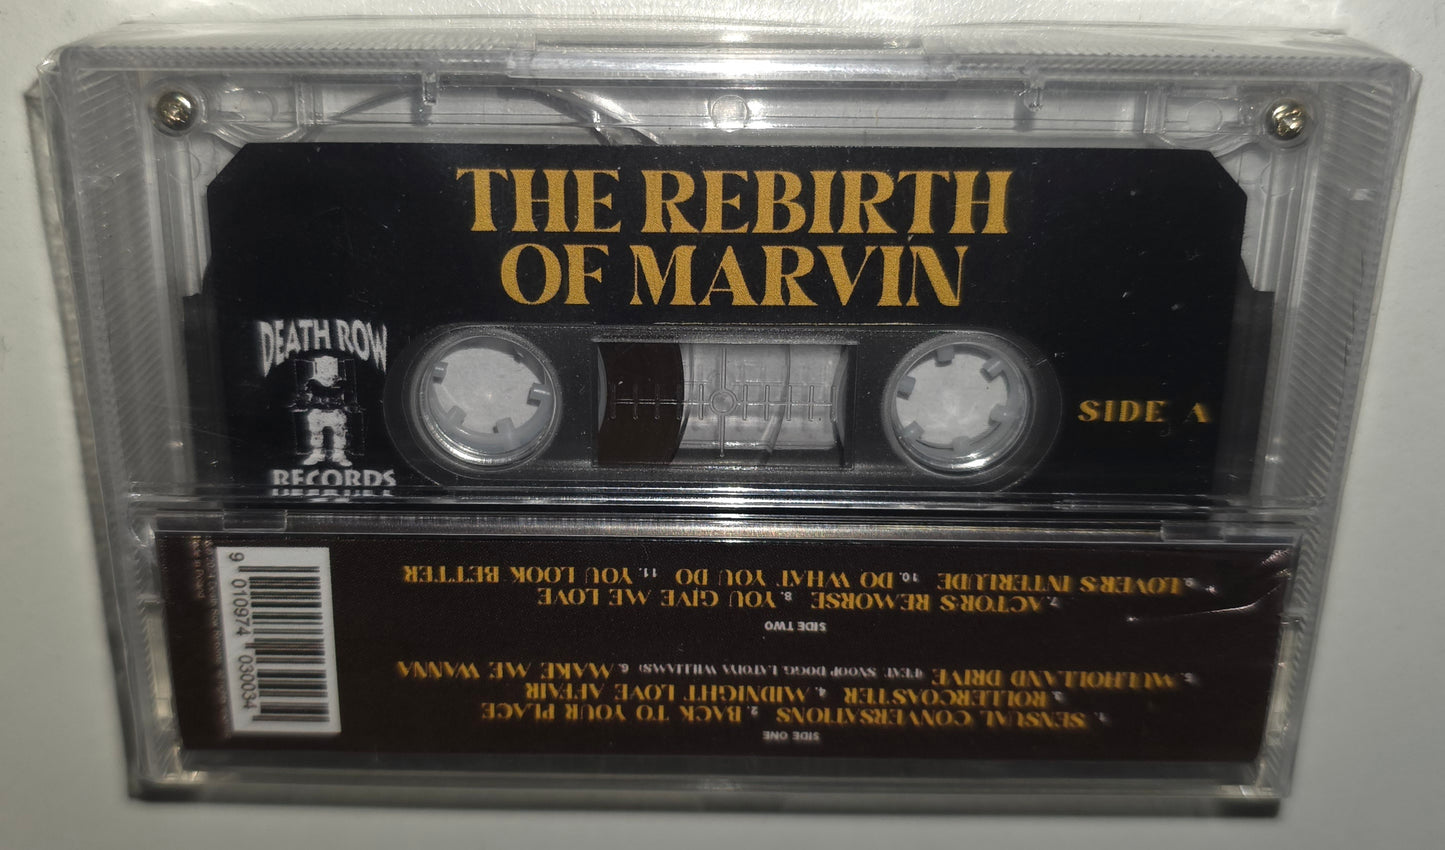 THE REBIRTH
OF MARVIN
DEATH ROW
RECORDS
SIDE A
SIDE ONE
1. SENSUAL CONVERSATIONS 2. BACK TO YOUR PLACE
3. ROLLERCOASTER 4. MIDNIGHT LOVE AFFAIR
5. MULHOLLAND DRIVE (FEAT. SNOOP DOGG, LATOIYA WILLIAMS) 6. MAKE ME WANNA
SIDE TWO
7. ACTOR'S REMORSE 8. YOU GIVE ME LOVE
9. LOVER'S INTERLUDE 10. DO WHAT YOU DO 11. YOU LOOK BETTER
9 010974 030034